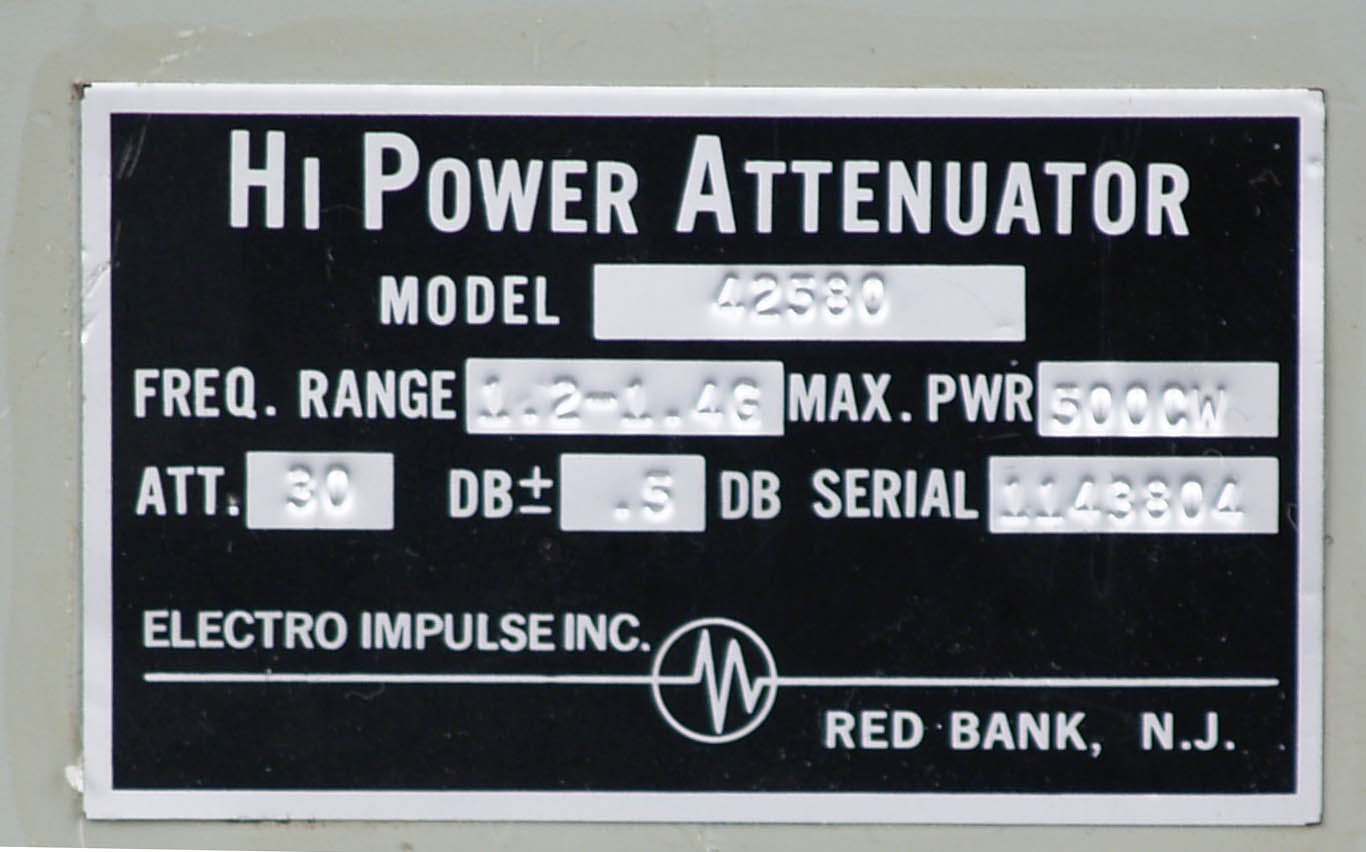 HI POWER ATTENUATOR
MODEL 42580
FREQ. RANGE 1.2-1.4G MAX. PWR 500CW
ATT. 30 DB± .5 DB SERIAL 1143804
ELECTRO IMPULSE INC.
RED BANK, N.J.